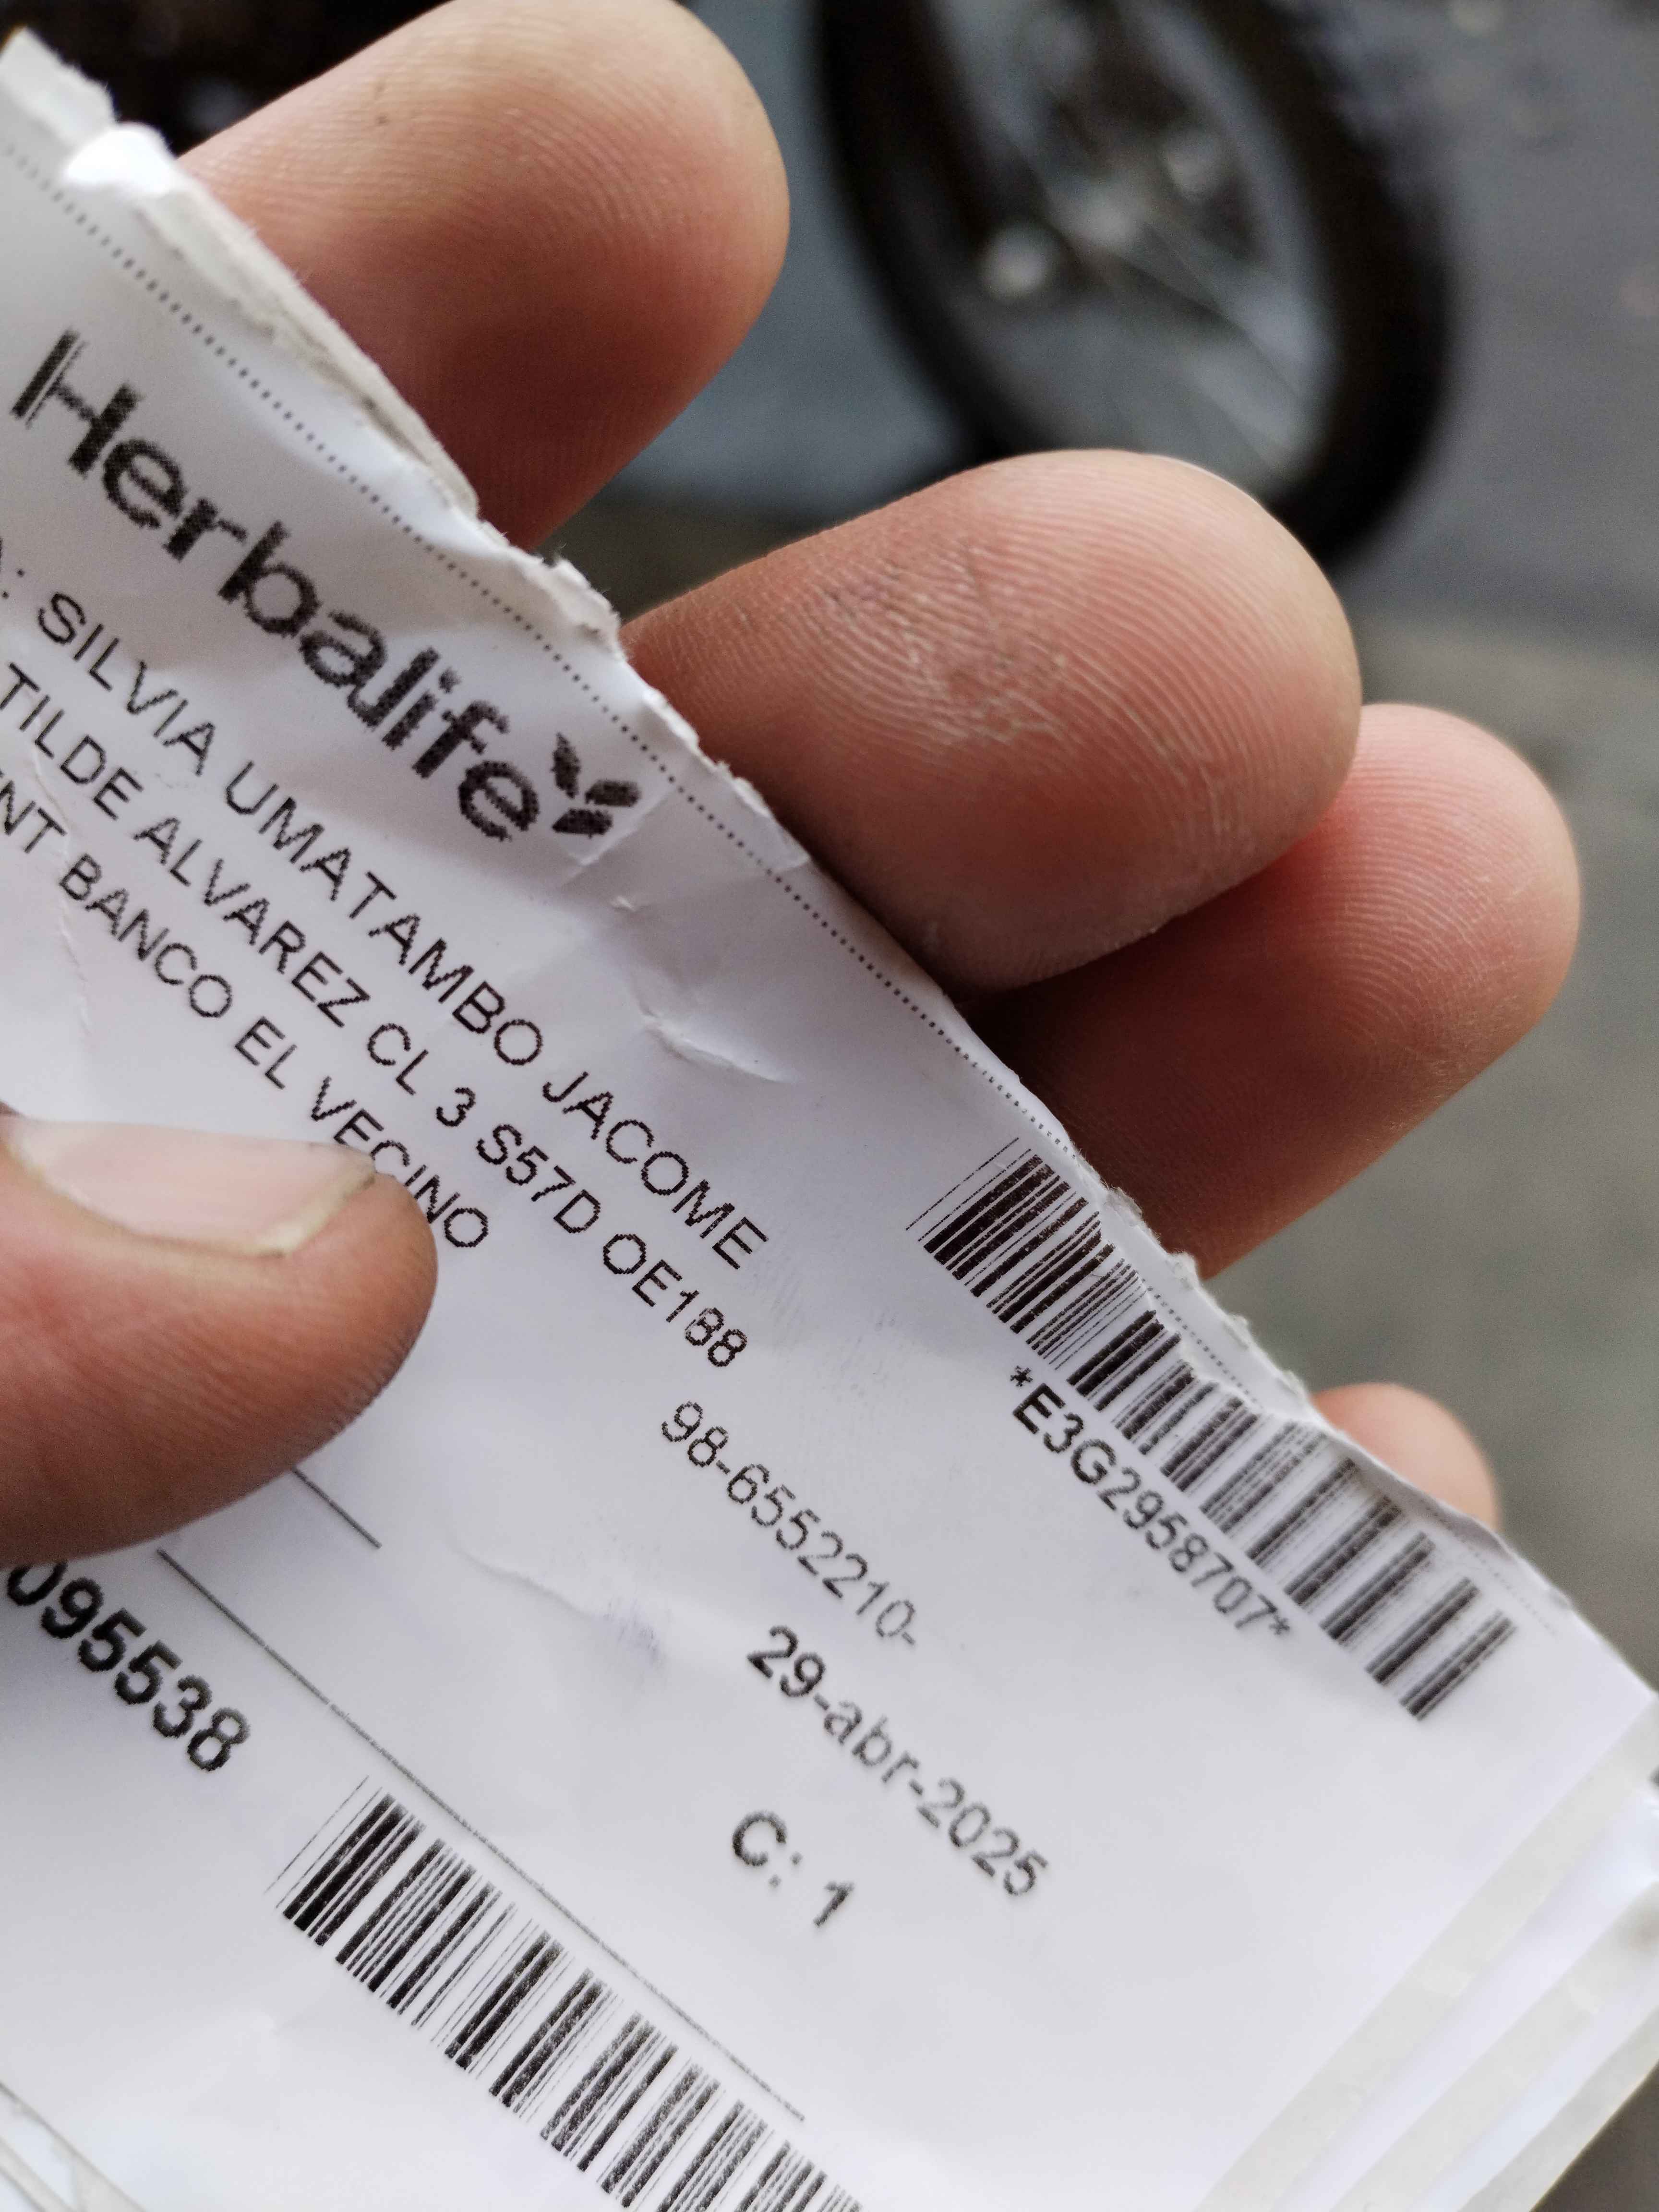 Herbalife
: SILVIA UMATAMBO JACOME
TILDE ALVAREZ CL 3 S57D OE188
NT BANCO EL VECINO
*E3G2958707*
98-6552210-
29-abr-2025
C: 1
095538